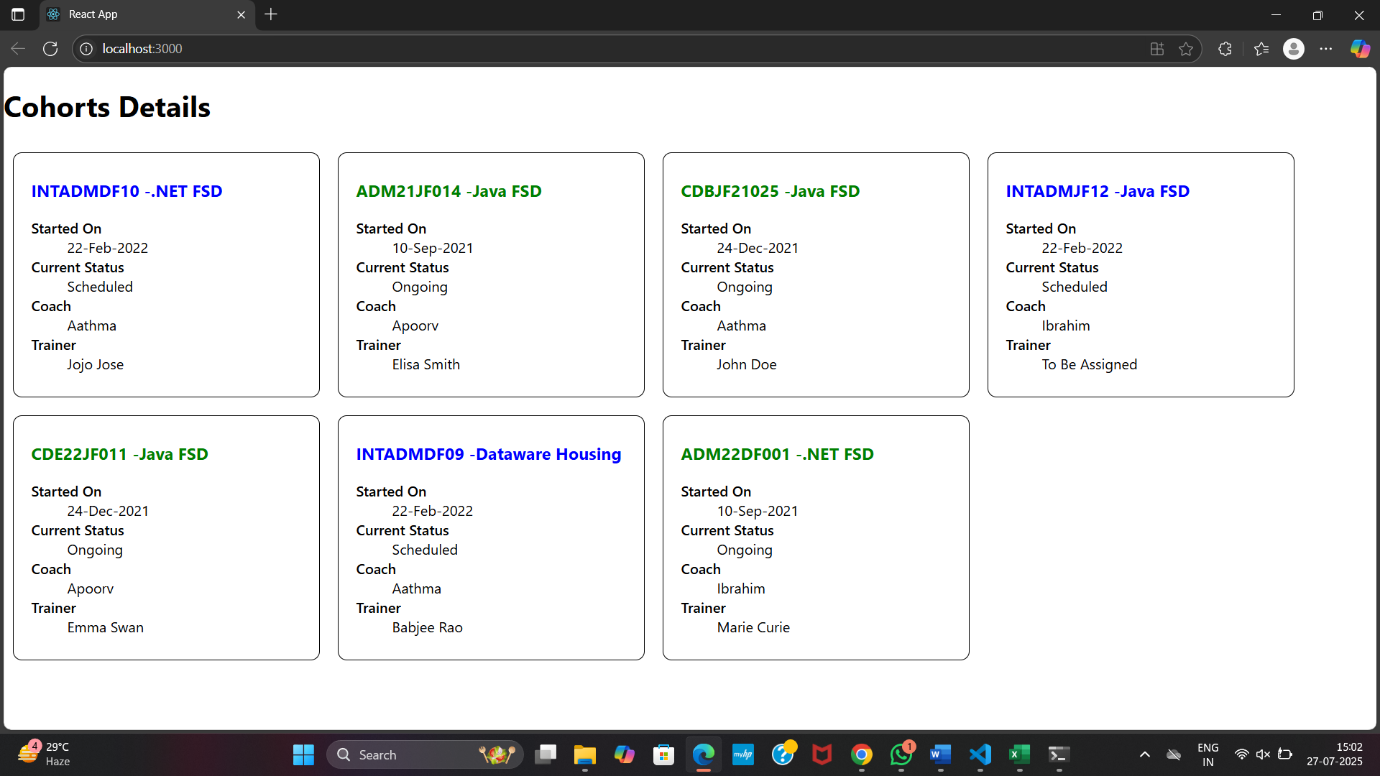 React App
localhost:3000
Cohorts Details
INTADMDF10 -.NET FSD
Started On
22-Feb-2022
Current Status
Scheduled
Coach
Aathma
Trainer
Jojo Jose
ADM21JF014 -Java FSD
Started On
10-Sep-2021
Current Status
Ongoing
Coach
Apoorv
Trainer
Elisa Smith
CDBJF21025 -Java FSD
Started On
24-Dec-2021
Current Status
Ongoing
Coach
Aathma
Trainer
John Doe
INTADMJF12 -Java FSD
Started On
22-Feb-2022
Current Status
Scheduled
Coach
Ibrahim
Trainer
To Be Assigned
CDE22JF011 -Java FSD
Started On
24-Dec-2021
Current Status
Ongoing
Coach
Apoorv
Trainer
Emma Swan
INTADMDF09 -Dataware Housing
Started On
22-Feb-2022
Current Status
Scheduled
Coach
Aathma
Trainer
Babjee Rao
ADM22DF001 -.NET FSD
Started On
10-Sep-2021
Current Status
Ongoing
Coach
Ibrahim
Trainer
Marie Curie
4
29°C
Haze
Search
myhp
1
ENG
IN
15:02
27-07-2025